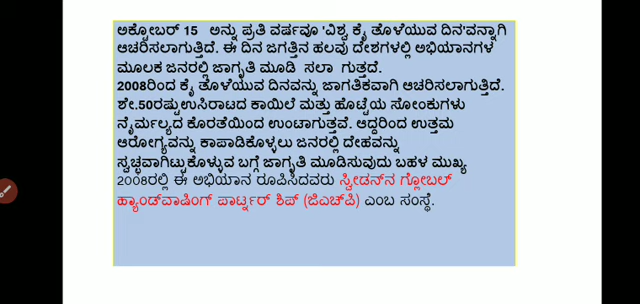 ಅಕ್ಟೋಬರ್ 15 ಅನ್ನು ಪ್ರತಿ ವರ್ಷವೂ 'ವಿಶ್ವ ಕೈ ತೊಳೆಯುವ ದಿನ'ವನ್ನಾಗಿ
ಆಚರಿಸಲಾಗುತ್ತಿದೆ. ಈ ದಿನ ಜಗತ್ತಿನ ಹಲವು ದೇಶಗಳಲ್ಲಿ ಅಭಿಯಾನಗಳ
ಮೂಲಕ ಜನರಲ್ಲಿ ಜಾಗೃತಿ ಮೂಡಿ ಸಲಾ ಗುತ್ತದೆ.
2008ರಿಂದ ಕೈ ತೊಳೆಯುವ ದಿನವನ್ನು ಜಾಗತಿಕವಾಗಿ ಆಚರಿಸಲಾಗುತ್ತಿದೆ.
ಶೇ.50ರಷ್ಟುಉಸಿರಾಟದ ಕಾಯಿಲೆ ಮತ್ತು ಹೊಟ್ಟೆಯ ಸೋಂಕುಗಳು
ನೈರ್ಮಲ್ಯದ ಕೊರತೆಯಿಂದ ಉಂಟಾಗುತ್ತವೆ. ಆದ್ದರಿಂದ ಉತ್ತಮ
ಆರೋಗ್ಯವನ್ನು ಕಾಪಾಡಿಕೊಳ್ಳಲು ಜನರಲ್ಲಿ ದೇಹವನ್ನು
ಸ್ವಚ್ಛವಾಗಿಟ್ಟುಕೊಳ್ಳುವ ಬಗ್ಗೆ ಜಾಗೃತಿ ಮೂಡಿಸುವುದು ಬಹಳ ಮುಖ್ಯ
2008ರಲ್ಲಿ ಈ ಅಭಿಯಾನ ರೂಪಿಸಿದವರು ಸ್ವೀಡನ್‌ನ ಗ್ಲೋಬಲ್
ಹ್ಯಾಂಡ್‌ವಾಷಿಂಗ್ ಪಾರ್ಟ್ನರ್ ಶಿಪ್ (ಜಿಎಚ್‌ಪಿ) ಎಂಬ ಸಂಸ್ಥೆ.